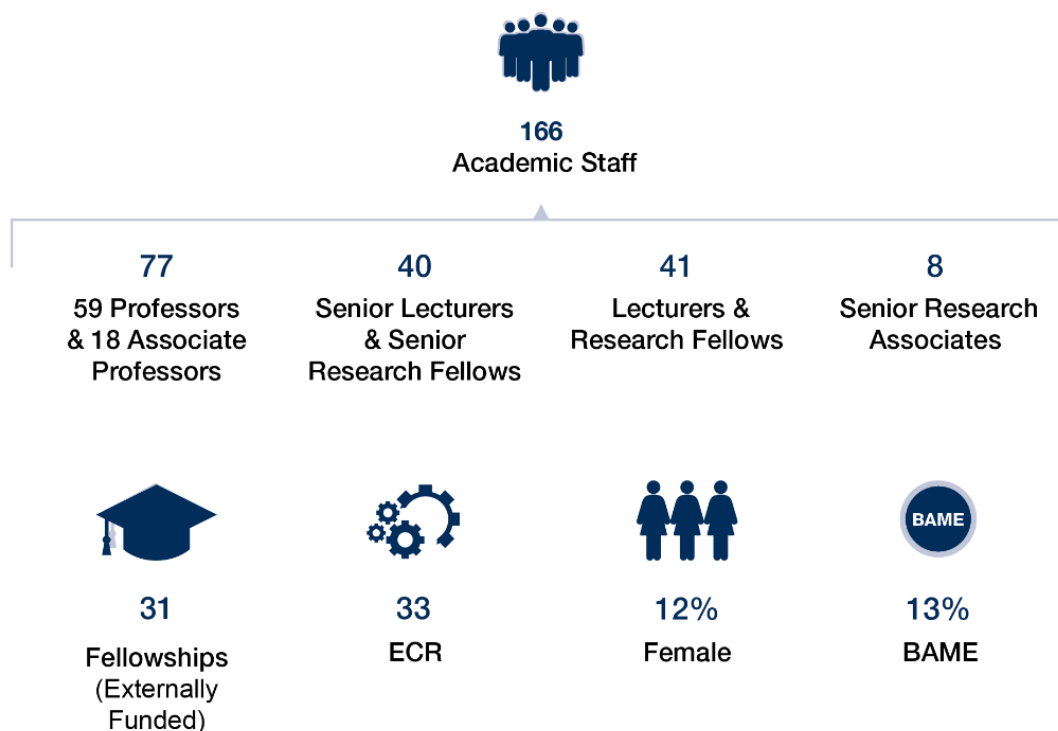 166
Academic Staff
77
59 Professors
& 18 Associate
Professors
40
Senior Lecturers
& Senior
Research Fellows
41
Lecturers &
Research Fellows
8
Senior Research
Associates
31
Fellowships
(Externally
Funded)
33
ECR
12%
Female
BAME
13%
BAME